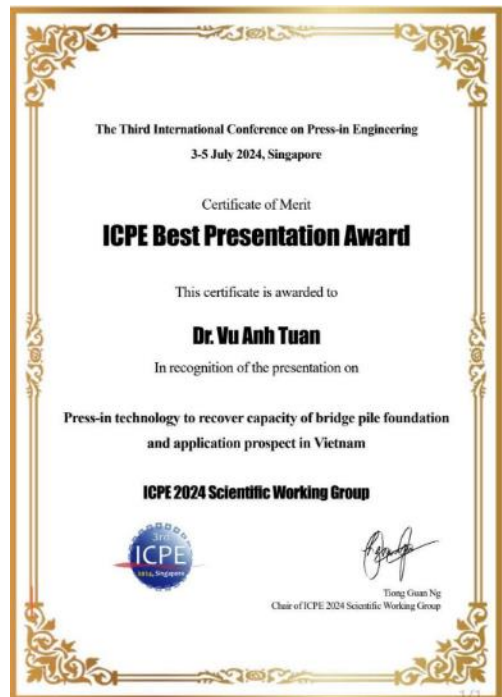 The Third International Conference on Press-in Engineering
3-5 July 2024, Singapore
Certificate of Merit
ICPE Best Presentation Award
This certificate is awarded to
Dr. Vu Anh Tuan
In recognition of the presentation on
Press-in technology to recover capacity of bridge pile foundation
and application prospect in Vietnam
ICPE 2024 Scientific Working Group
3rd
ICPE
2024, Singapore
Tiong Guan Ng
Chair of ICPE 2024 Scientific Working Group